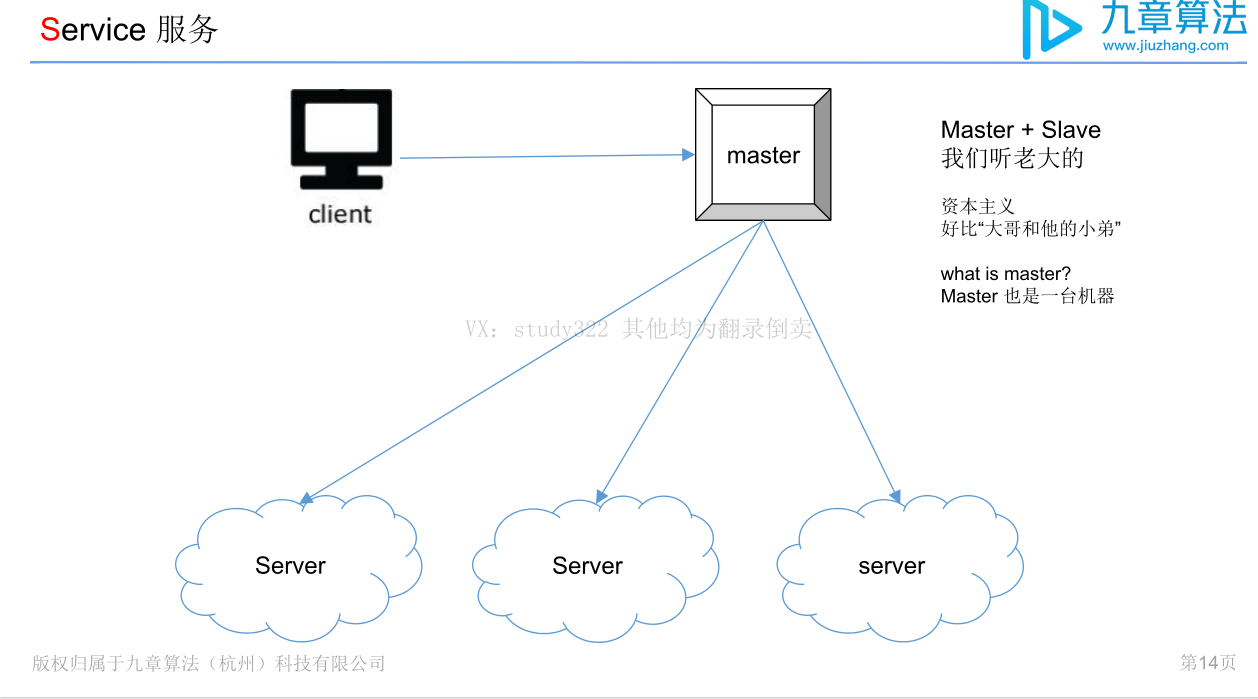 Service 服务
九章算法
www.jiuzhang.com
client
master
Master + Slave
我们听老大的
资本主义
好比“大哥和他的小弟”
what is master?
Master 也是一台机器
VX: study322 其他均为翻录倒卖
Server
Server
server
版权归属于九章算法（杭州）科技有限公司
第14页